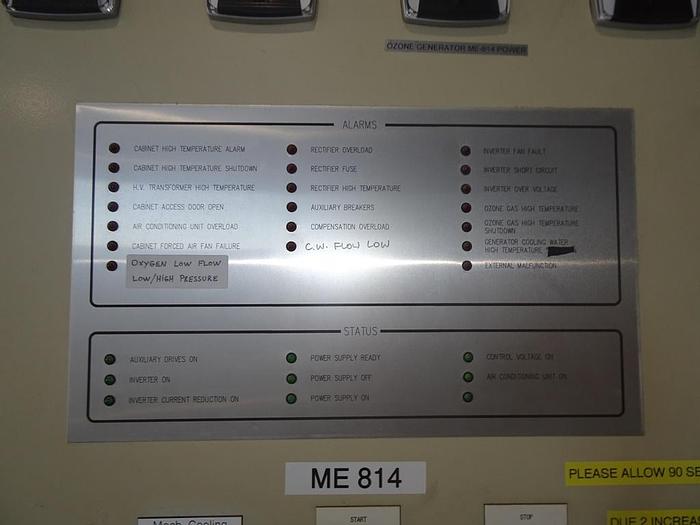 OZONE GENERATOR ME-814 POWER
ALARMS
CABINET HIGH TEMPERATURE ALARM
CABINET HIGH TEMPERATURE SHUTDOWN
H.V. TRANSFORMER HIGH TEMPERATURE
CABINET ACCESS DOOR OPEN
AIR CONDITIONING UNIT OVERLOAD
CABINET FORCED AIR FAN FAILURE
OXYGEN LOW FLOW
LOW/HIGH PRESSURE
RECTIFIER OVERLOAD
RECTIFIER FUSE
RECTIFIER HIGH TEMPERATURE
AUXILIARY BREAKERS
COMPENSATION OVERLOAD
C.W. FLOW LOW
INVERTER FAN FAULT
INVERTER SHORT CIRCUIT
INVERTER OVER VOLTAGE
OZONE GAS HIGH TEMPERATURE
OZONE GAS HIGH TEMPERATURE
SHUTDOWN
GENERATOR COOLING WATER
HIGH TEMPERATURE
EXTERNAL MALFUNCTION
STATUS
AUXILIARY DRIVES ON
INVERTER ON
INVERTER CURRENT REDUCTION ON
POWER SUPPLY READY
POWER SUPPLY OFF
POWER SUPPLY ON
CONTROL VOLTAGE ON
AIR CONDITIONING UNIT ON
ME 814
PLEASE ALLOW 90 SE
Mech. Cooling
START
STOP
DUE 2 INCREA